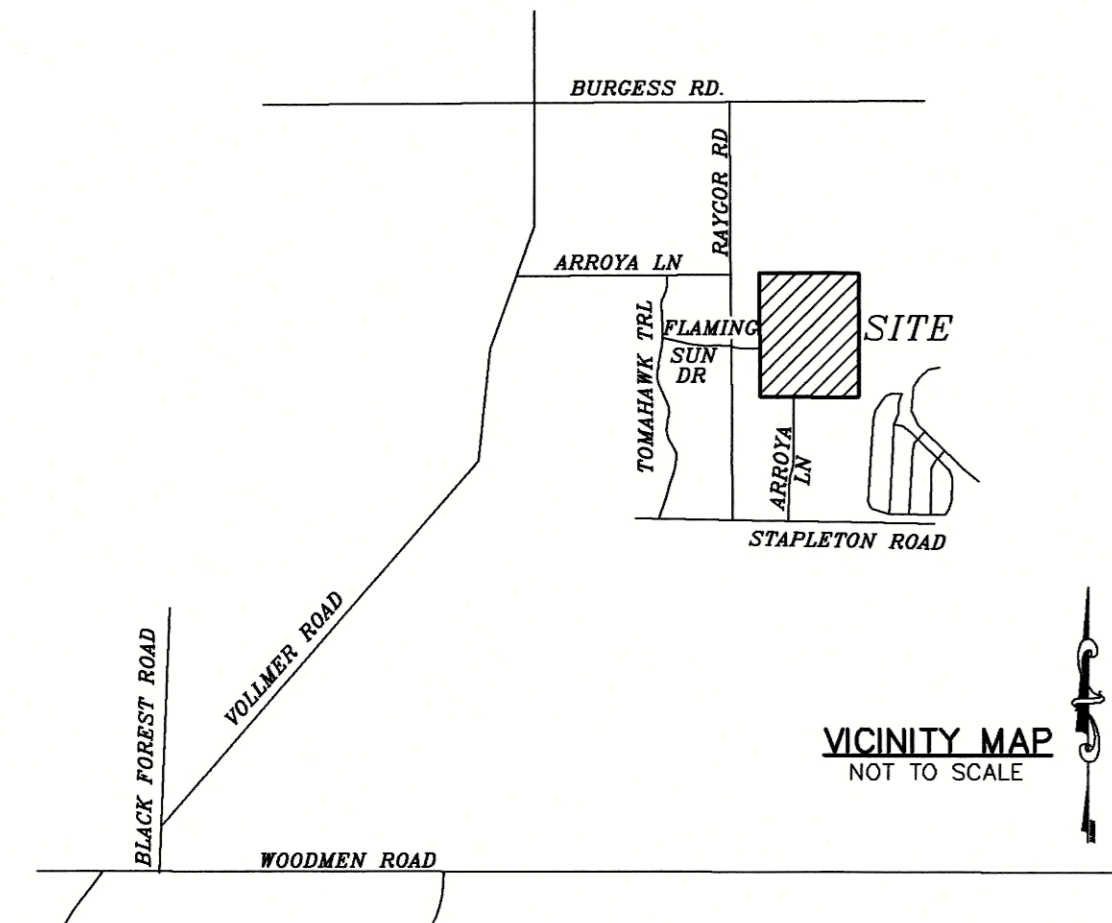 BURGESS RD.
RAYGOR RD
ARROYA LN
TOMAHAWK TRL
FLAMING
SUN
DR
SITE
ARROYA
LN
STAPLETON ROAD
VOLLMER ROAD
BLACK FOREST ROAD
VICINITY MAP
NOT TO SCALE
WOODMEN ROAD